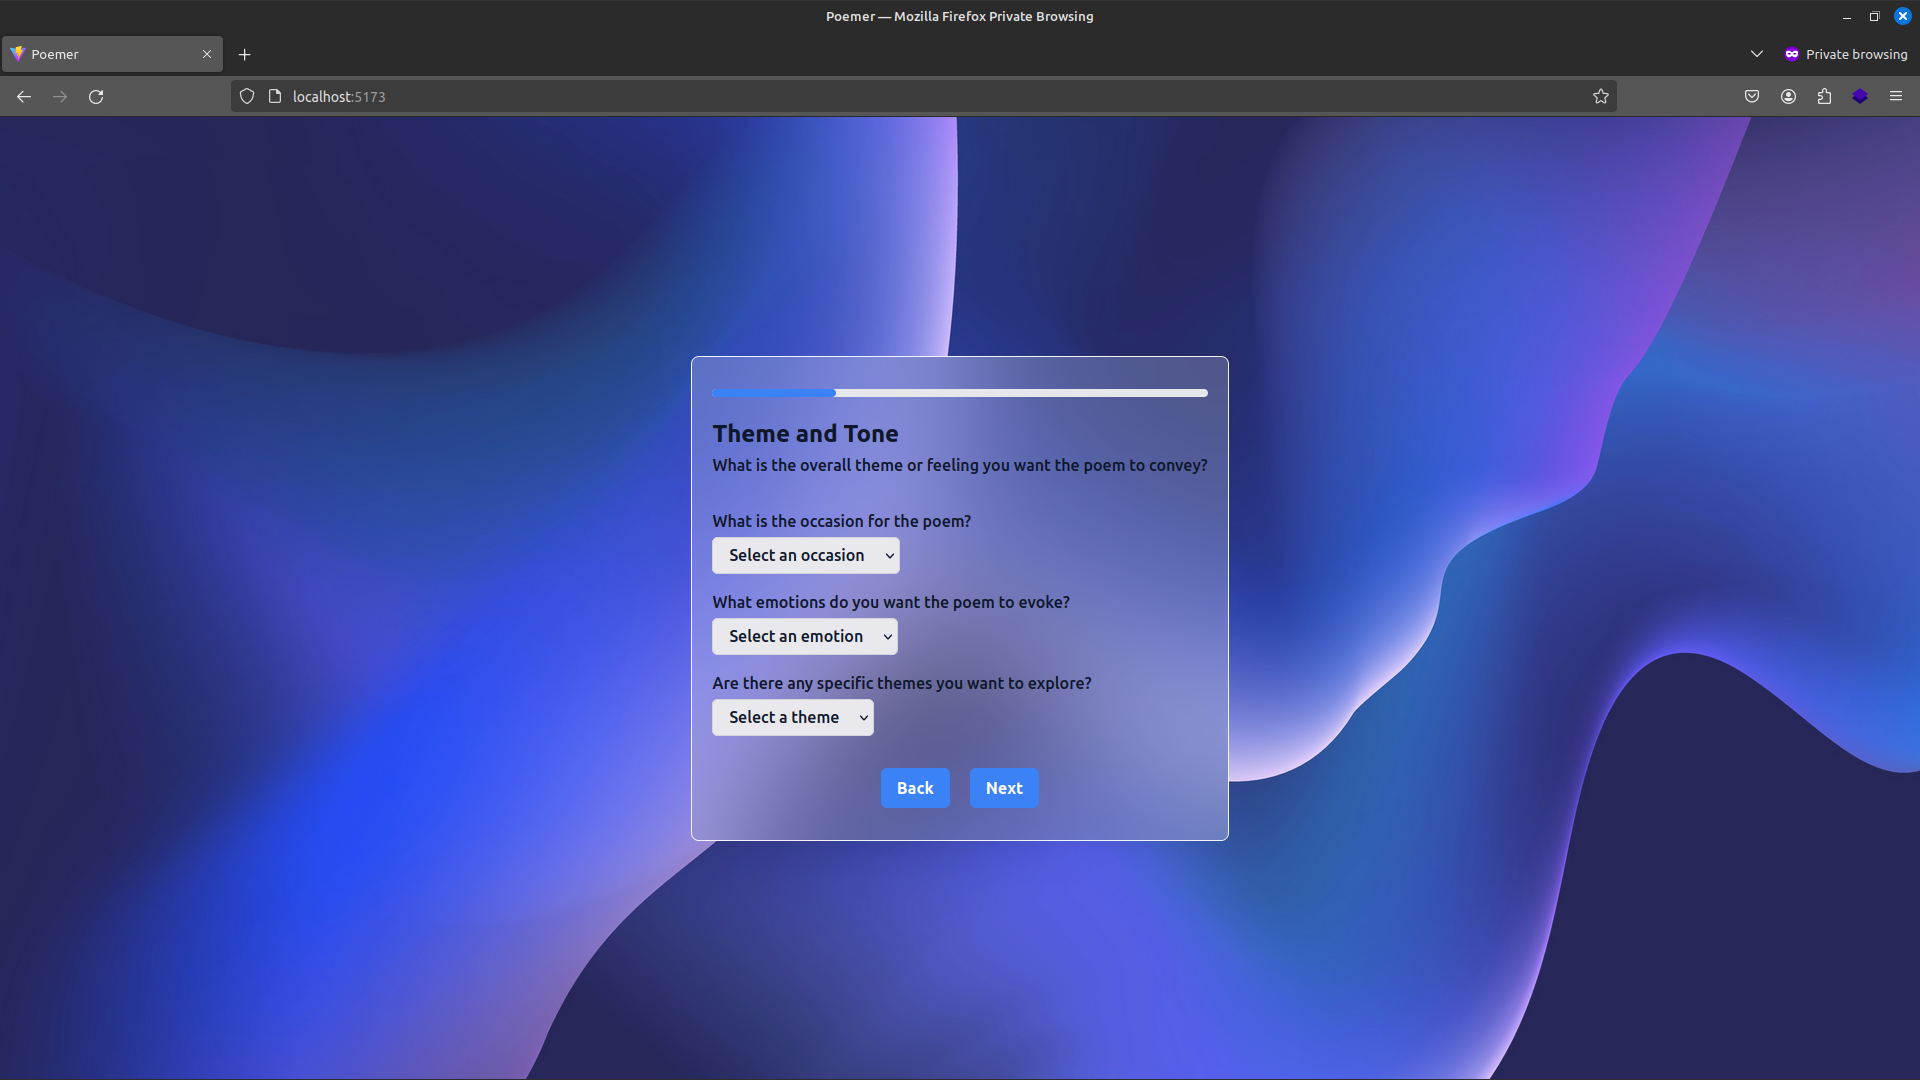 Poemer — Mozilla Firefox Private Browsing
Poemer
Private browsing
localhost:5173
Theme and Tone
What is the overall theme or feeling you want the poem to convey?
What is the occasion for the poem?
Select an occasion
What emotions do you want the poem to evoke?
Select an emotion
Are there any specific themes you want to explore?
Select a theme
Back Next